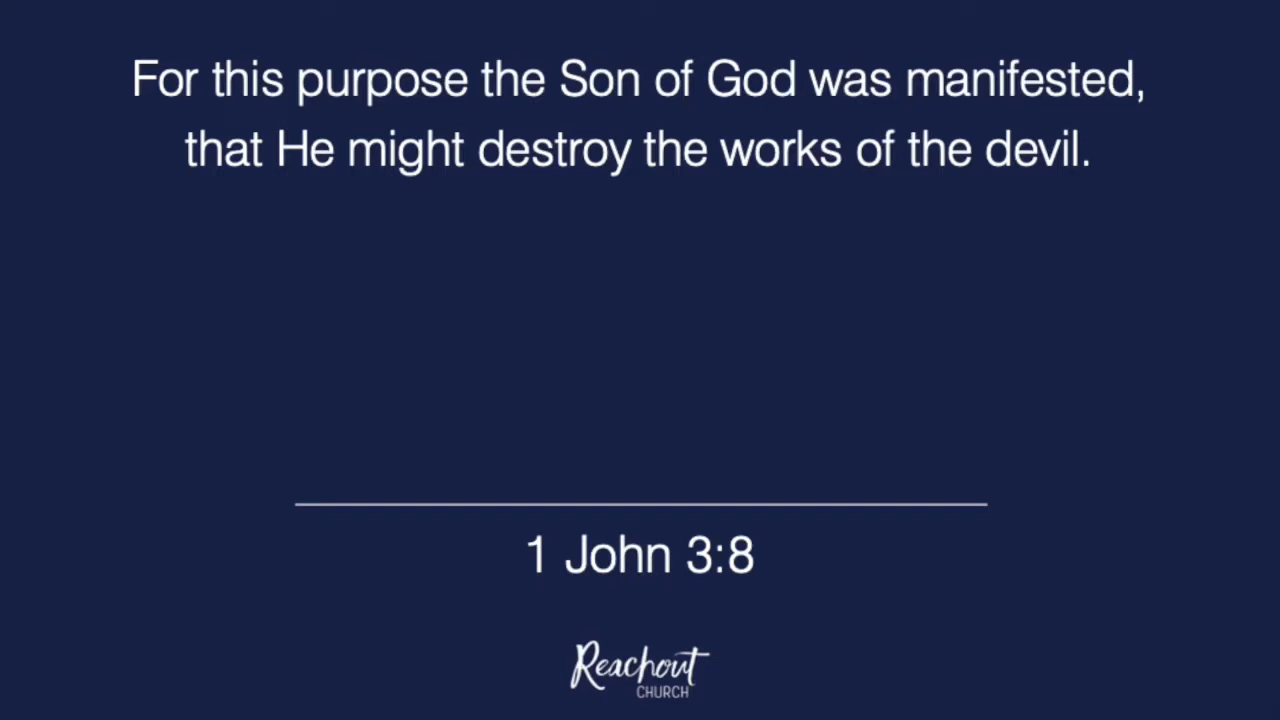 For this purpose the Son of God was manifested,
that He might destroy the works of the devil.
1 John 3:8
Reachout
CHURCH